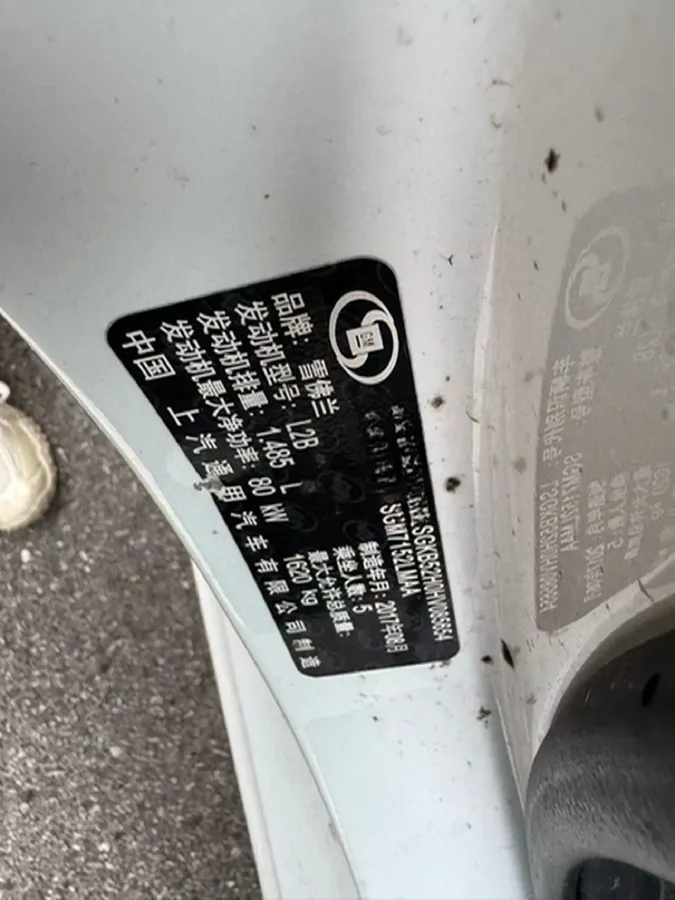 GM
SGM7152LMAA
品牌：雪佛兰
制造年月：2017年08月
发动机型号：L2B
乘坐人数：5
发动机排量：1.485 L
最大允许总质量：
发动机最大净功率：80 kW
1620 kg
中国 上汽通用汽车有限公司制造